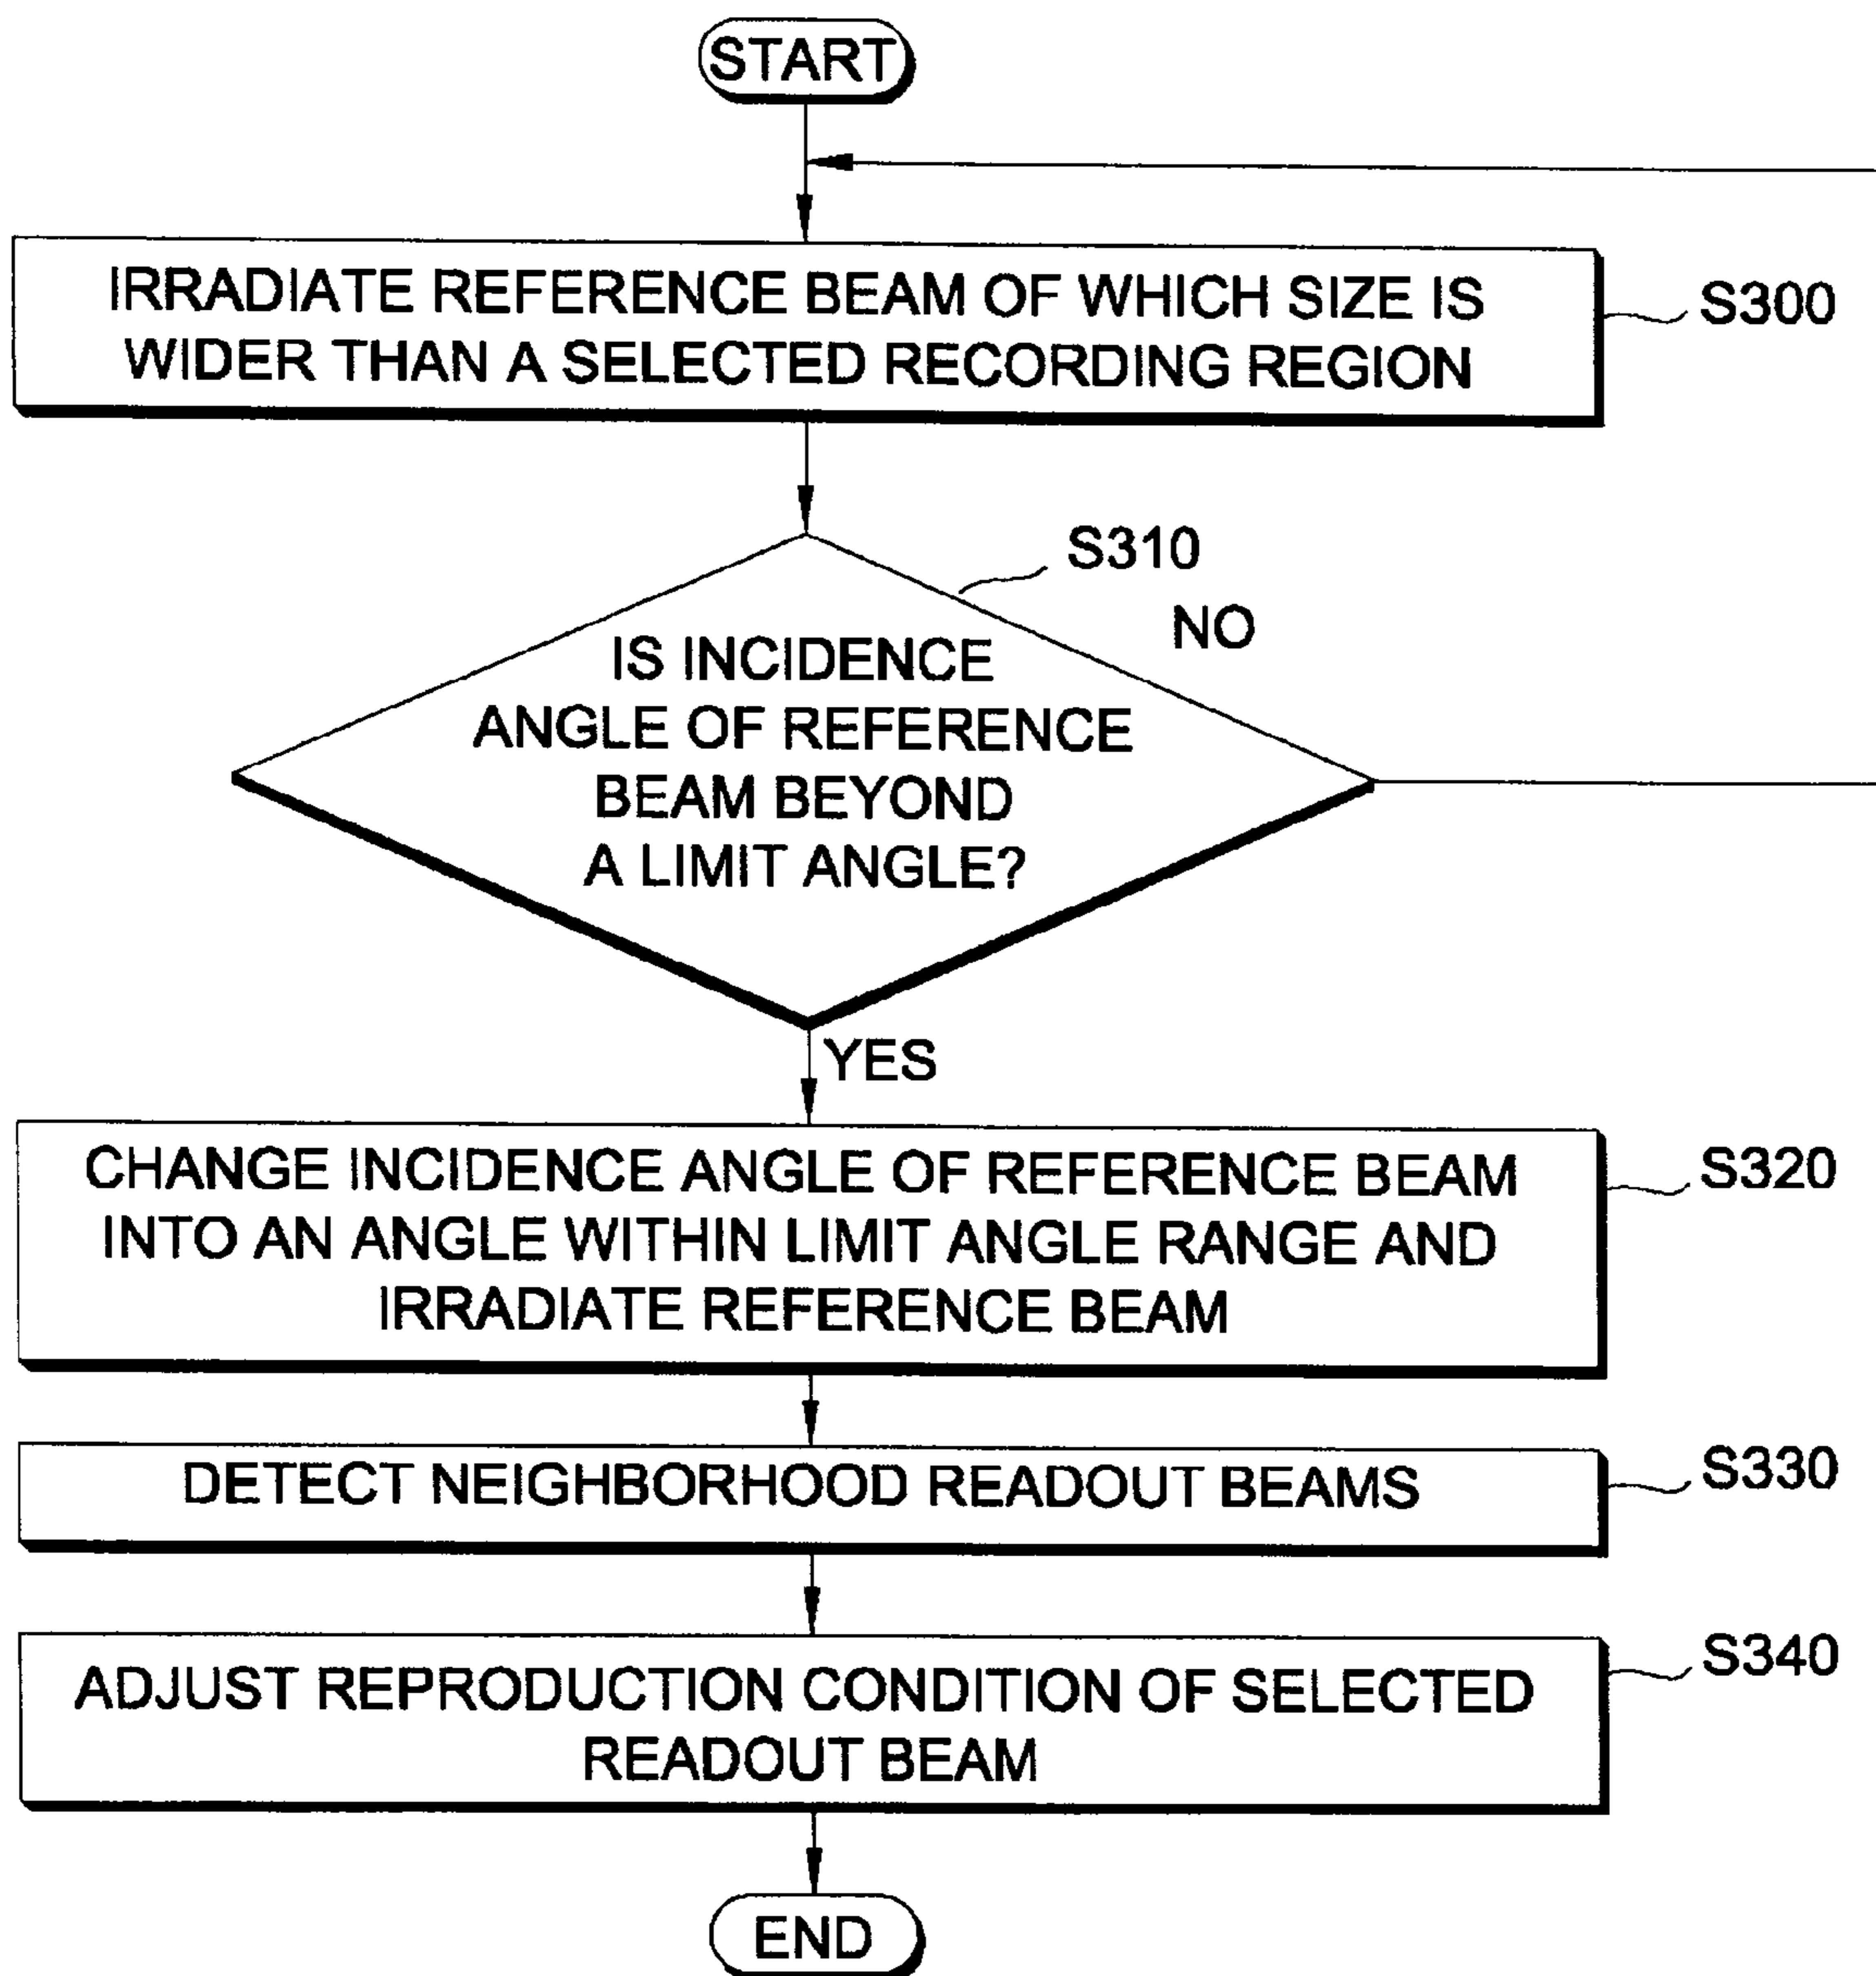 START
IRRADIATE REFERENCE BEAM OF WHICH SIZE IS
WIDER THAN A SELECTED RECORDING REGION
S300
S310
NO
IS INCIDENCE
ANGLE OF REFERENCE
BEAM BEYOND
A LIMIT ANGLE?
YES
CHANGE INCIDENCE ANGLE OF REFERENCE BEAM
INTO AN ANGLE WITHIN LIMIT ANGLE RANGE AND
IRRADIATE REFERENCE BEAM
S320
DETECT NEIGHBORHOOD READOUT BEAMS
S330
ADJUST REPRODUCTION CONDITION OF SELECTED
READOUT BEAM
S340
END